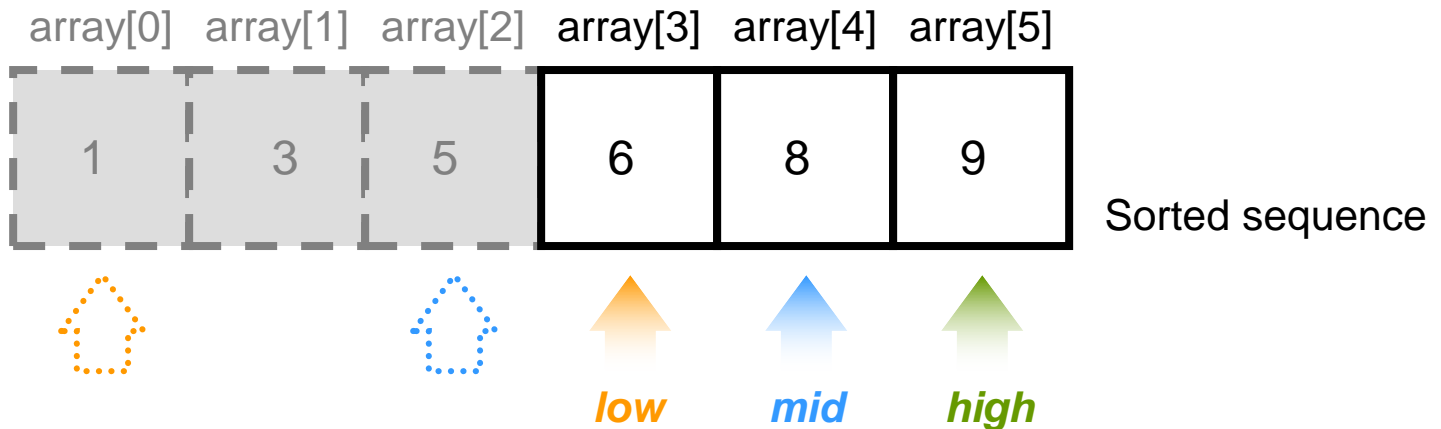 array[0] array[1] array[2] array[3] array[4] array[5]
1 3 5 6 8 9
Sorted sequence
low mid high